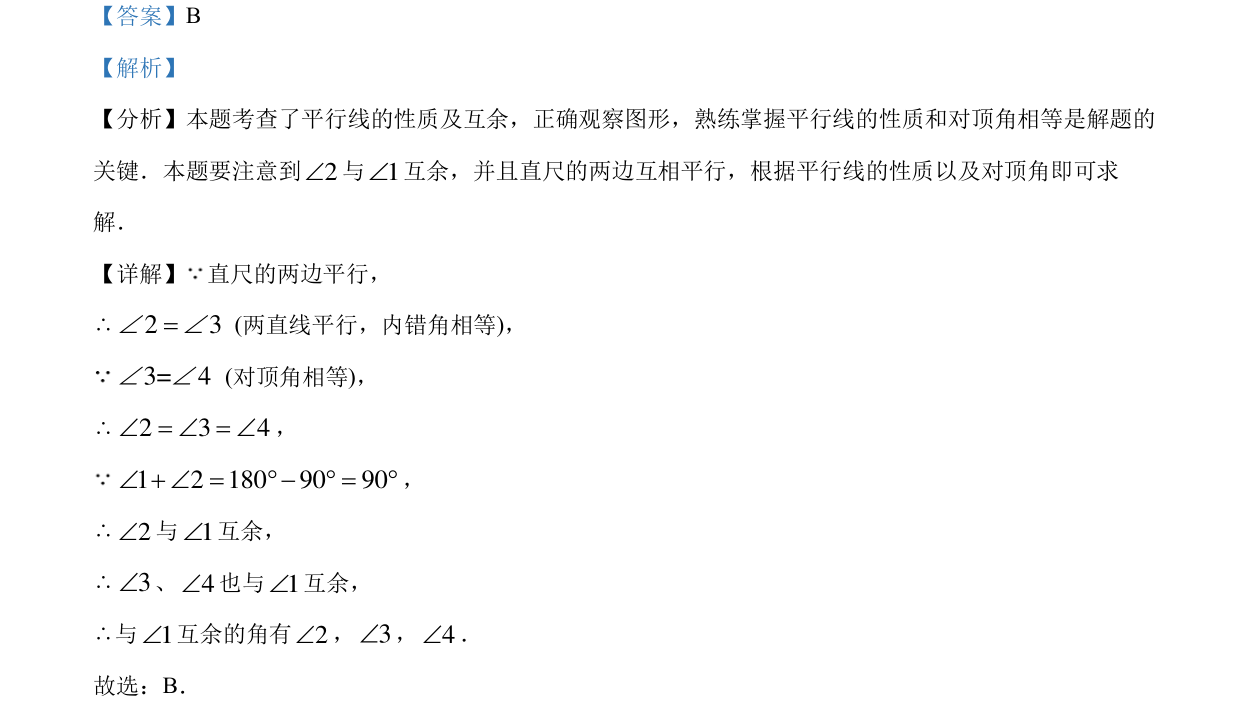 【答案】B
【解析】
【分析】本题考查了平行线的性质及互余，正确观察图形，熟练掌握平行线的性质和对顶角相等是解题的
关键．本题要注意到∠2与∠1互余，并且直尺的两边互相平行，根据平行线的性质以及对顶角即可求
解．
【详解】∵直尺的两边平行，
∴∠2=∠3 (两直线平行，内错角相等)，
∵∠3=∠4 (对顶角相等)，
∴∠2=∠3=∠4，
∵∠1+∠2=180°−90°=90°，
∴∠2与∠1互余，
∴∠3、∠4也与∠1互余，
∴与∠1互余的角有∠2，∠3，∠4．
故选：B．